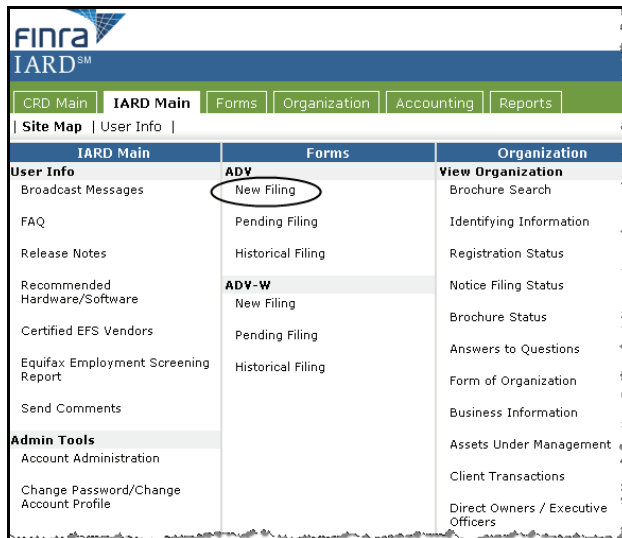 FINRA
IARD℠
CRD Main IARD Main Forms Organization Accounting Reports
| Site Map | User Info |
IARD Main
User Info
Broadcast Messages
FAQ
Release Notes
Recommended
Hardware/Software
Certified EFS Vendors
Equifax Employment Screening
Report
Send Comments
Admin Tools
Account Administration
Change Password/Change
Account Profile
Forms
ADV
New Filing
Pending Filing
Historical Filing
ADV-W
New Filing
Pending Filing
Historical Filing
Organization
View Organization
Brochure Search
Identifying Information
Registration Status
Notice Filing Status
Brochure Status
Answers to Questions
Form of Organization
Business Information
Assets Under Management
Client Transactions
Direct Owners / Executive
Officers